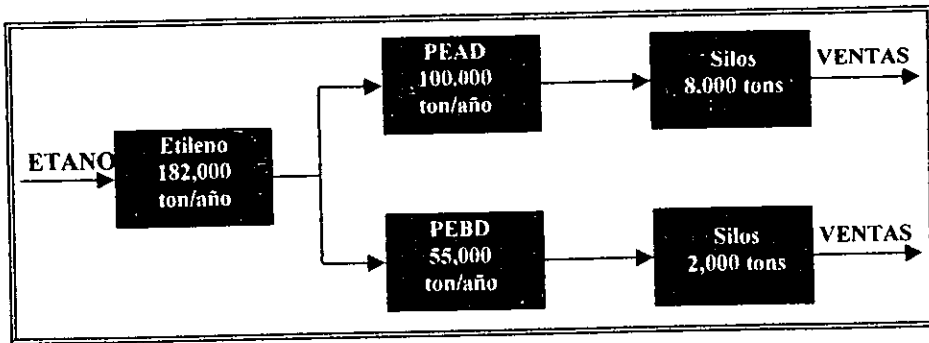 ETANO
Etileno
182,000
ton/año
PEAD
100,000
ton/año
Silos
8.000 tons
VENTAS
PEBD
55,000
ton/año
Silos
2,000 tons
VENTAS